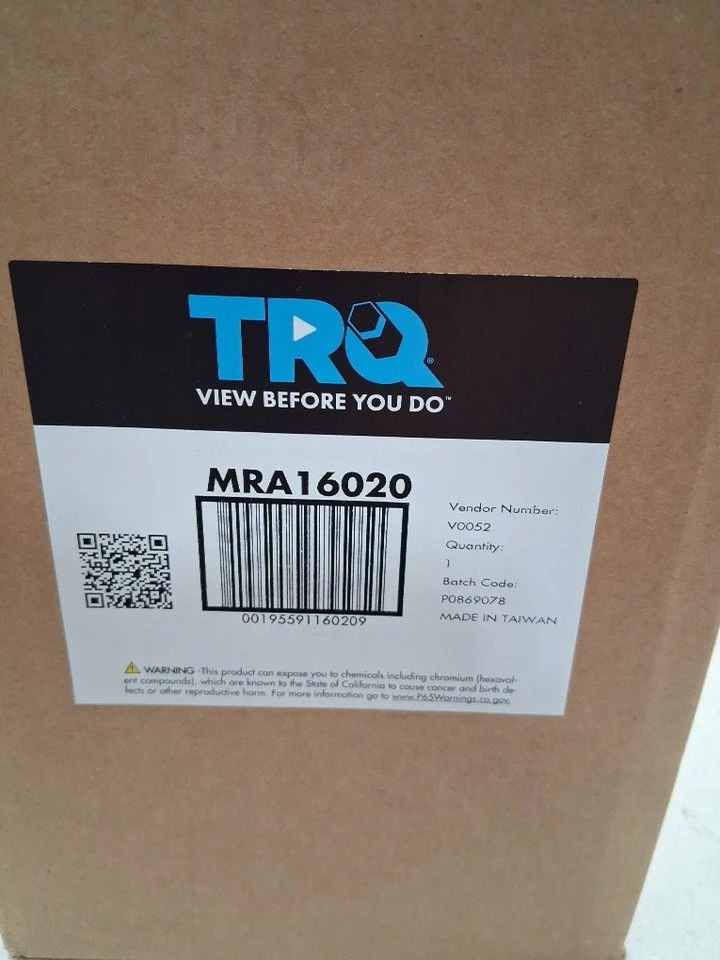 TRQ®
VIEW BEFORE YOU DO™
MRA16020
00195591160209
Vendor Number:
V0052
Quantity:
1
Batch Code:
P0869078
MADE IN TAIWAN
WARNING -This product can expose you to chemicals including chromium (hexaval-
ent compounds), which are known to the State of California to cause cancer and birth de-
fects or other reproductive harm. For more information go to www.P65Warnings.ca.gov.